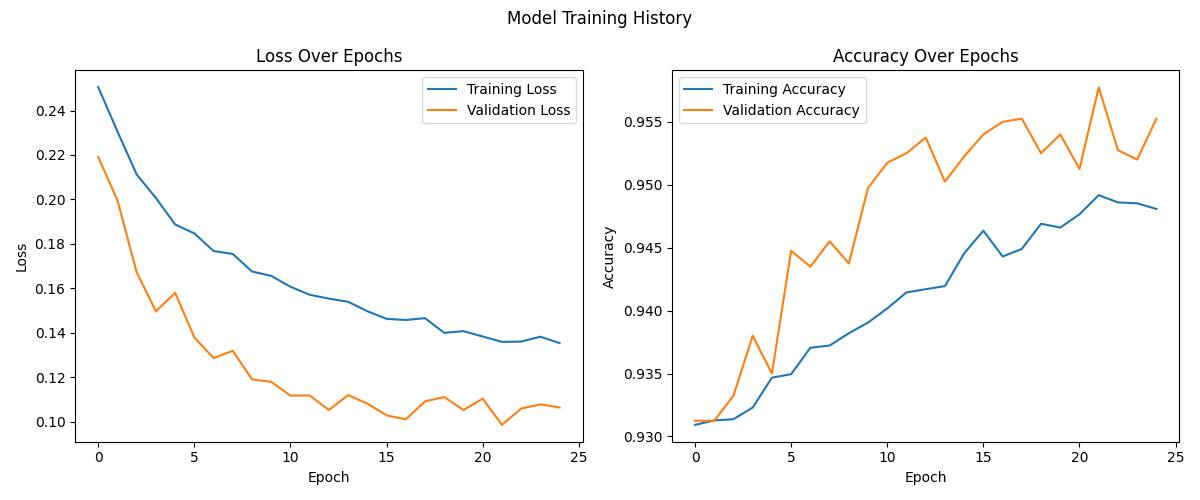 Model Training History
Loss Over Epochs
Training Loss
Validation Loss
Loss
0.24
0.22
0.20
0.18
0.16
0.14
0.12
0.10
0 5 10 15 20 25
Epoch
Accuracy Over Epochs
Training Accuracy
Validation Accuracy
Accuracy
0.955
0.950
0.945
0.940
0.935
0.930
0 5 10 15 20 25
Epoch